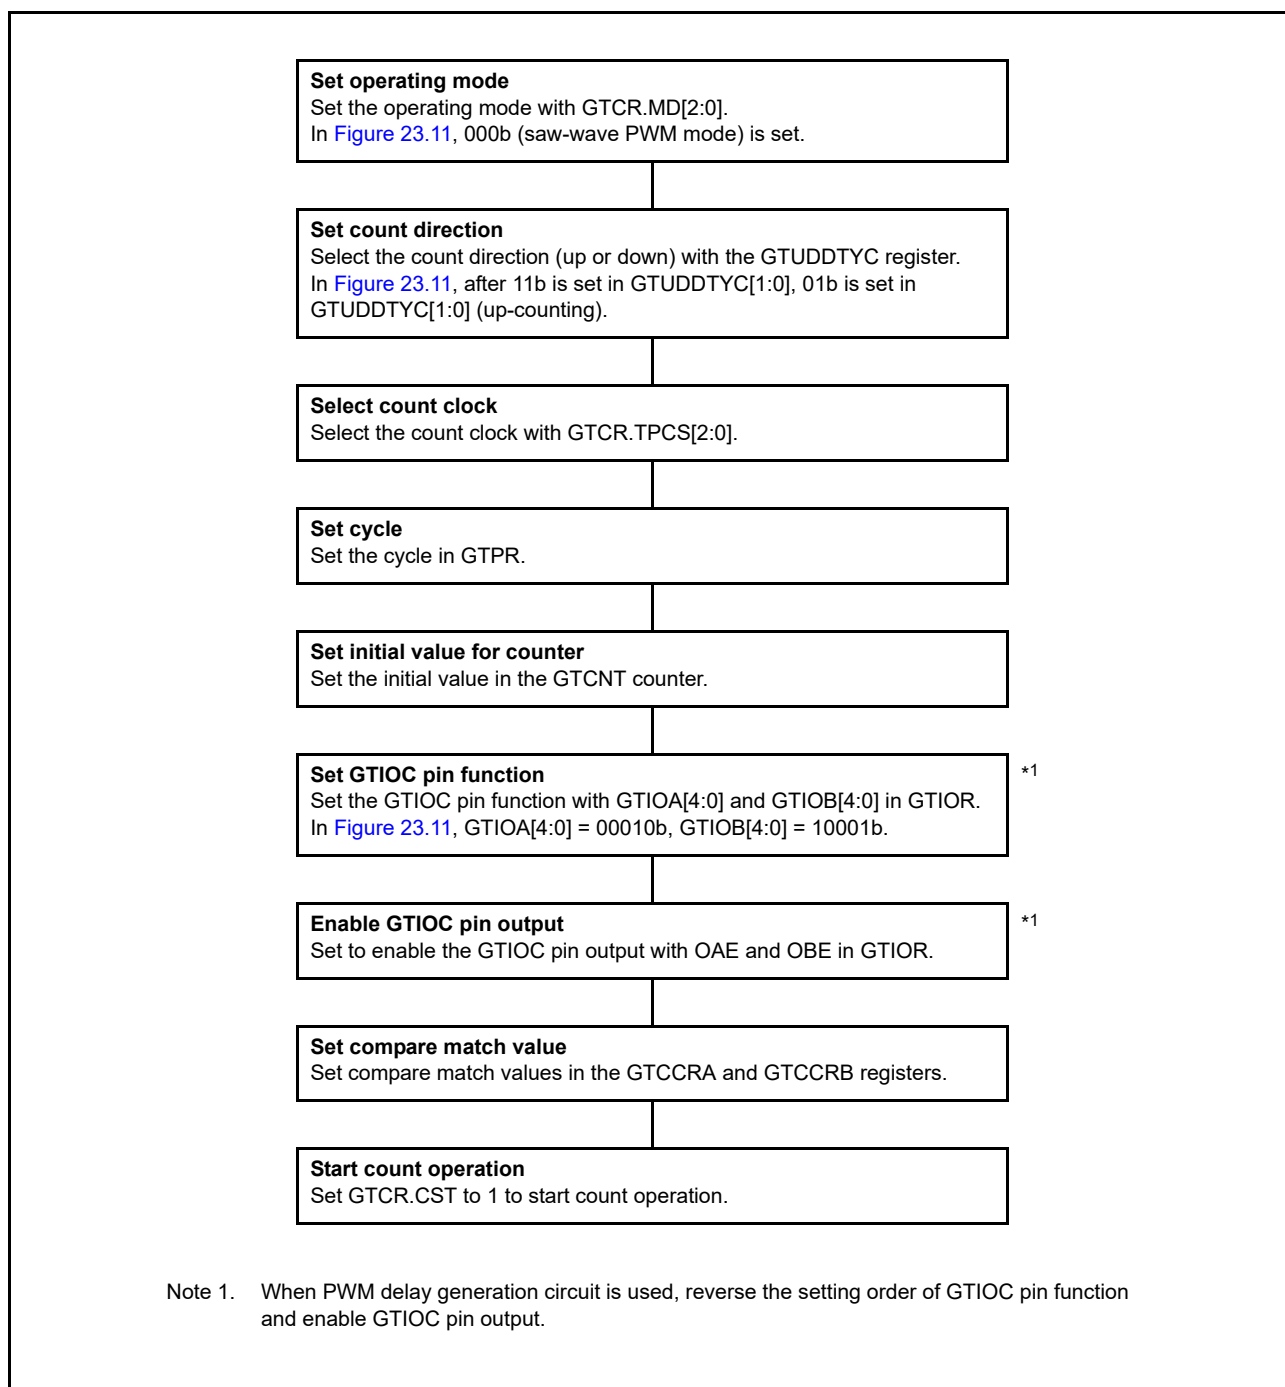 Set operating mode
Set the operating mode with GTCR.MD[2:0].
In Figure 23.11, 000b (saw-wave PWM mode) is set.
Set count direction
Select the count direction (up or down) with the GTUDDTYC register.
In Figure 23.11, after 11b is set in GTUDDTYC[1:0], 01b is set in
GTUDDTYC[1:0] (up-counting).
Select count clock
Select the count clock with GTCR.TPCS[2:0].
Set cycle
Set the cycle in GTPR.
Set initial value for counter
Set the initial value in the GTCNT counter.
Set GTIOC pin function *1
Set the GTIOC pin function with GTIOA[4:0] and GTIOB[4:0] in GTIOR.
In Figure 23.11, GTIOA[4:0] = 00010b, GTIOB[4:0] = 10001b.
Enable GTIOC pin output *1
Set to enable the GTIOC pin output with OAE and OBE in GTIOR.
Set compare match value
Set compare match values in the GTCCRA and GTCCRB registers.
Start count operation
Set GTCR.CST to 1 to start count operation.
Note 1. When PWM delay generation circuit is used, reverse the setting order of GTIOC pin function
and enable GTIOC pin output.